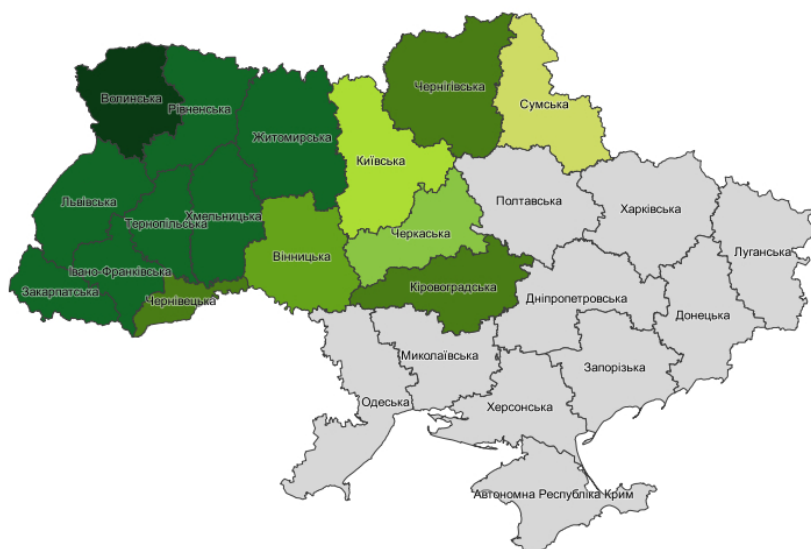 Волинська
Рівненська
Житомирська
Київська
Чернігівська
Сумська
Львівська
Тернопільська
Хмельницька
Вінницька
Черкаська
Полтавська
Харківська
Луганська
Закарпатська
Івано-Франківська
Чернівецька
Кіровоградська
Дніпропетровська
Донецька
Одеська
Миколаївська
Херсонська
Запорізька
Автономна Республіка Крим